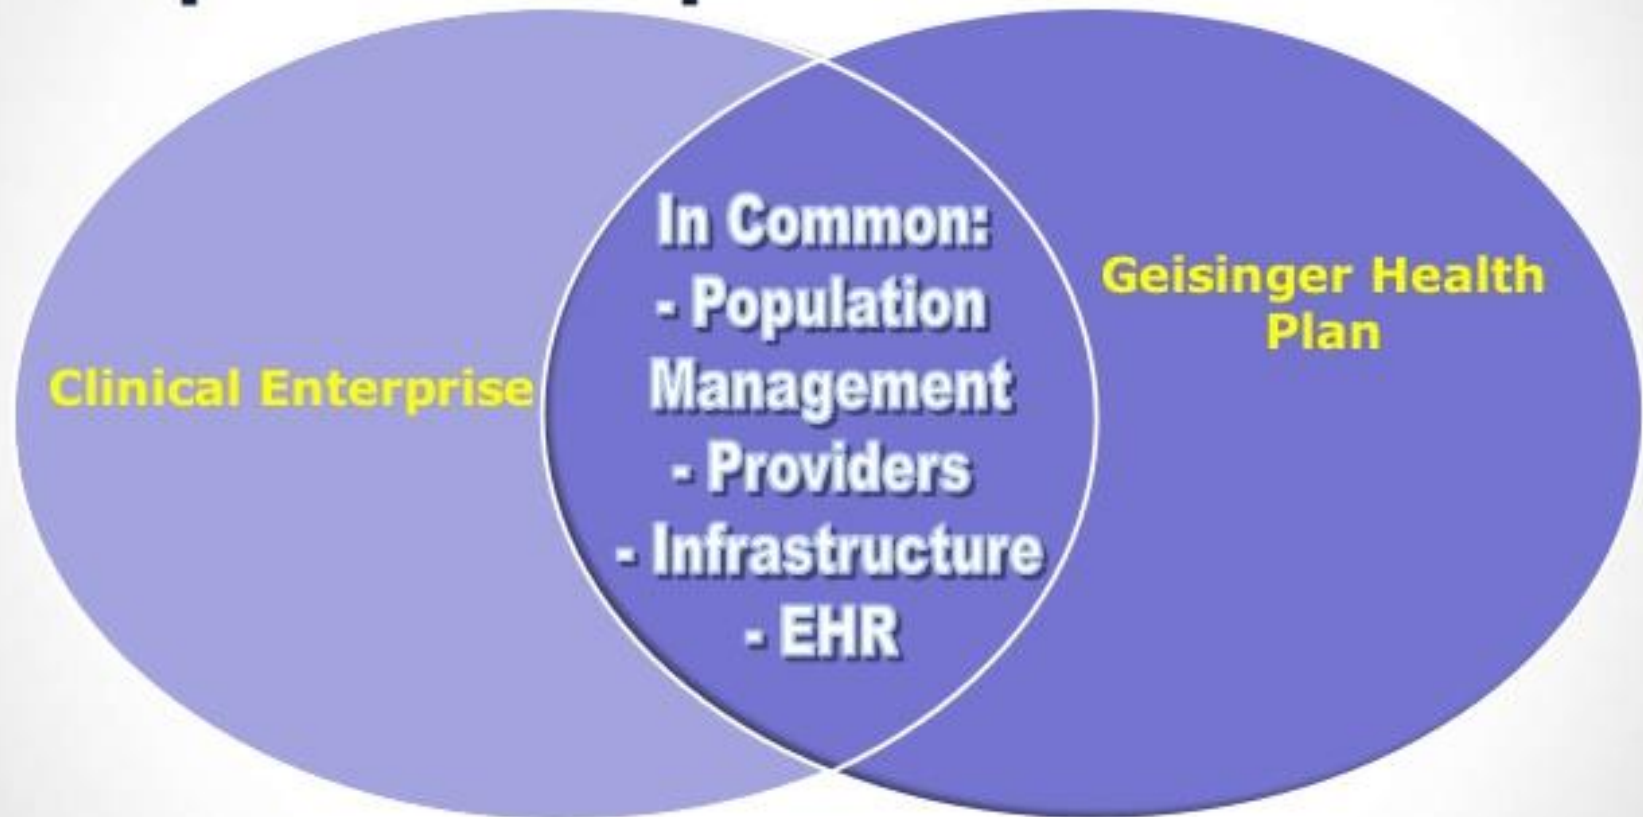 Clinical Enterprise
In Common:
- Population
Management
- Providers
- Infrastructure
- EHR
Geisinger Health
Plan